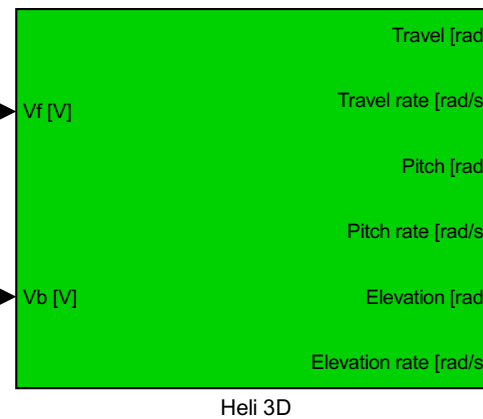 Travel [rad
Travel rate [rad/s
Vf [V]
Pitch [rad
Pitch rate [rad/s
Vb [V]
Elevation [rad
Elevation rate [rad/s
Heli 3D